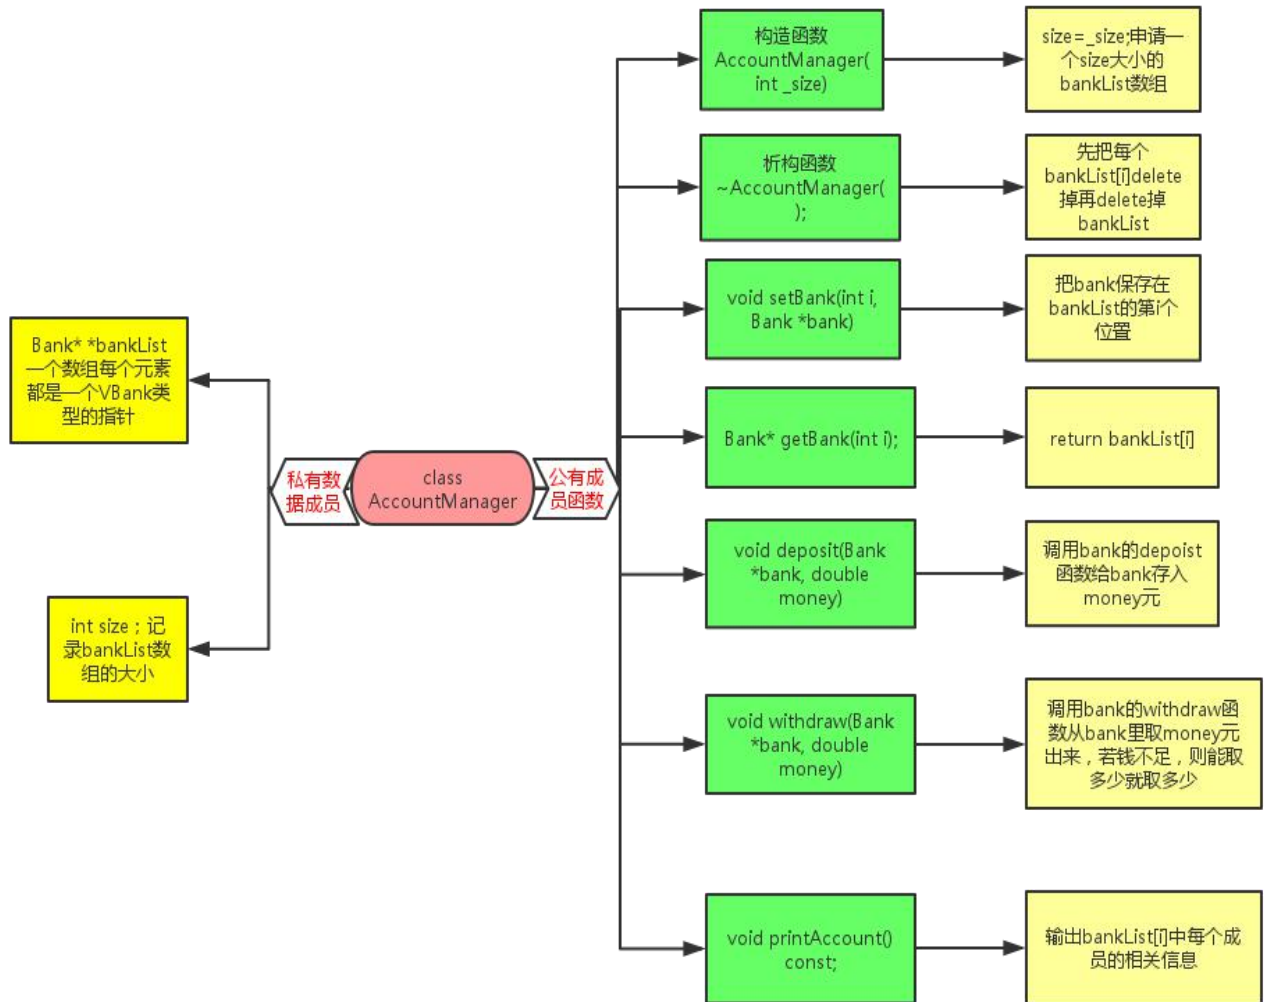 构造函数
AccountManager(
int _size)
size=_size;申请一
个size大小的
bankList数组
析构函数
~AccountManager(
);
先把每个
bankList[i]delete
掉再delete掉
bankList
void setBank(int i,
Bank *bank)
把bank保存在
bankList的第i个
位置
Bank* *bankList
一个数组每个元素
都是一个VBank类
型的指针
Bank* getBank(int i);
return bankList[i]
私有数
据成员
class
AccountManager
公有成
员函数
void deposit(Bank
*bank, double
money)
调用bank的depoist
函数给bank存入
money元
int size；记
录bankList数
组的大小
void withdraw(Bank
*bank, double
money)
调用bank的withdraw函
数从bank里取money元
出来，若钱不足，则能取
多少就取多少
void printAccount()
const;
输出bankList[i]中每个成
员的相关信息